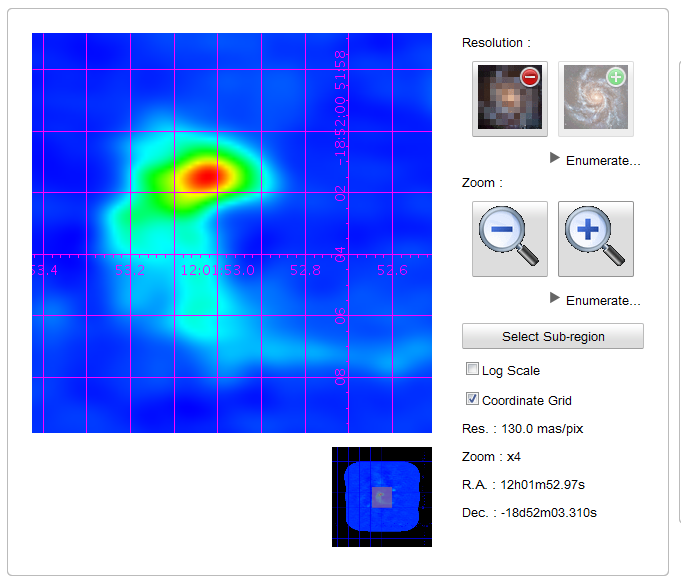 Resolution :
Enumerate...
Zoom :
Enumerate...
Select Sub-region
Log Scale
Coordinate Grid
Res. : 130.0 mas/pix
Zoom : x4
R.A. : 12h01m52.97s
Dec. : -18d52m03.310s
-18:52:00 51:58
02
04
06
08
53.4 53.2 12:01:53.0 52.8 52.6